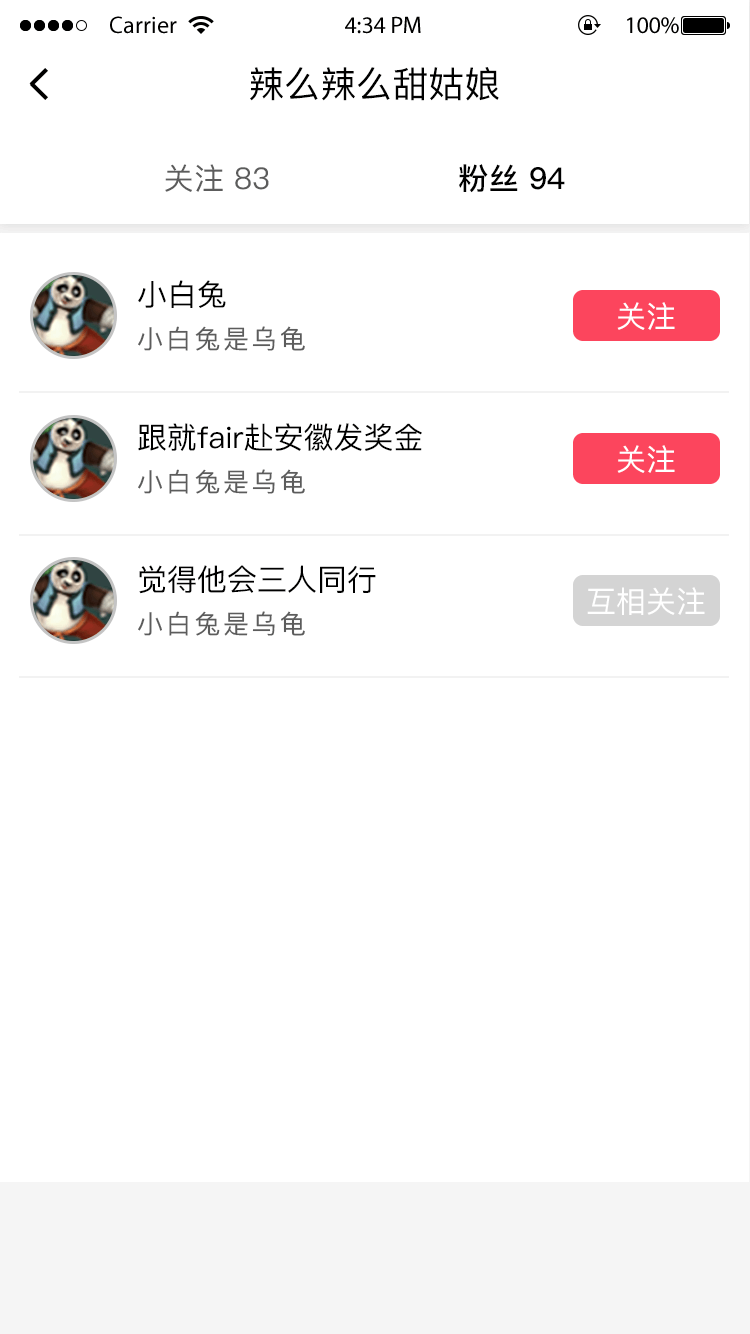 Carrier 4:34 PM 100%
辣么辣么甜姑娘
关注 83 粉丝 94
小白兔
小白兔是乌龟
关注
跟就fair赴安徽发奖金
小白兔是乌龟
关注
觉得他会三人同行
小白兔是乌龟
互相关注